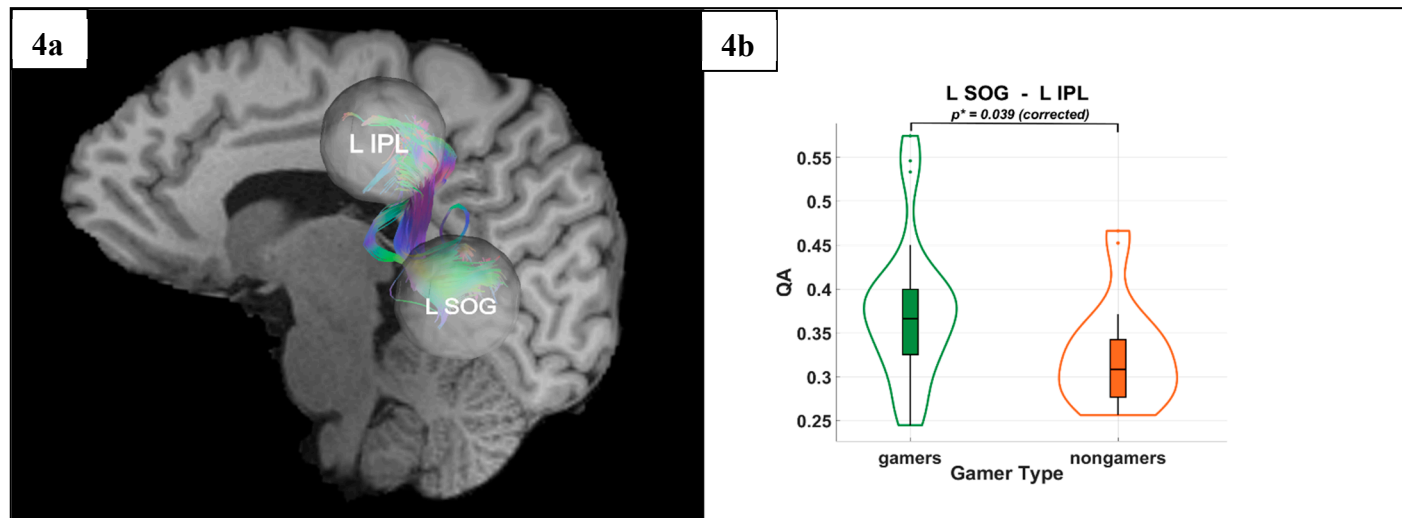 4a
L IPL
L SOG
4b
L SOG - L IPL
p* = 0.039 (corrected)
QA
0.55
0.5
0.45
0.4
0.35
0.3
0.25
gamers
nongamers
Gamer Type